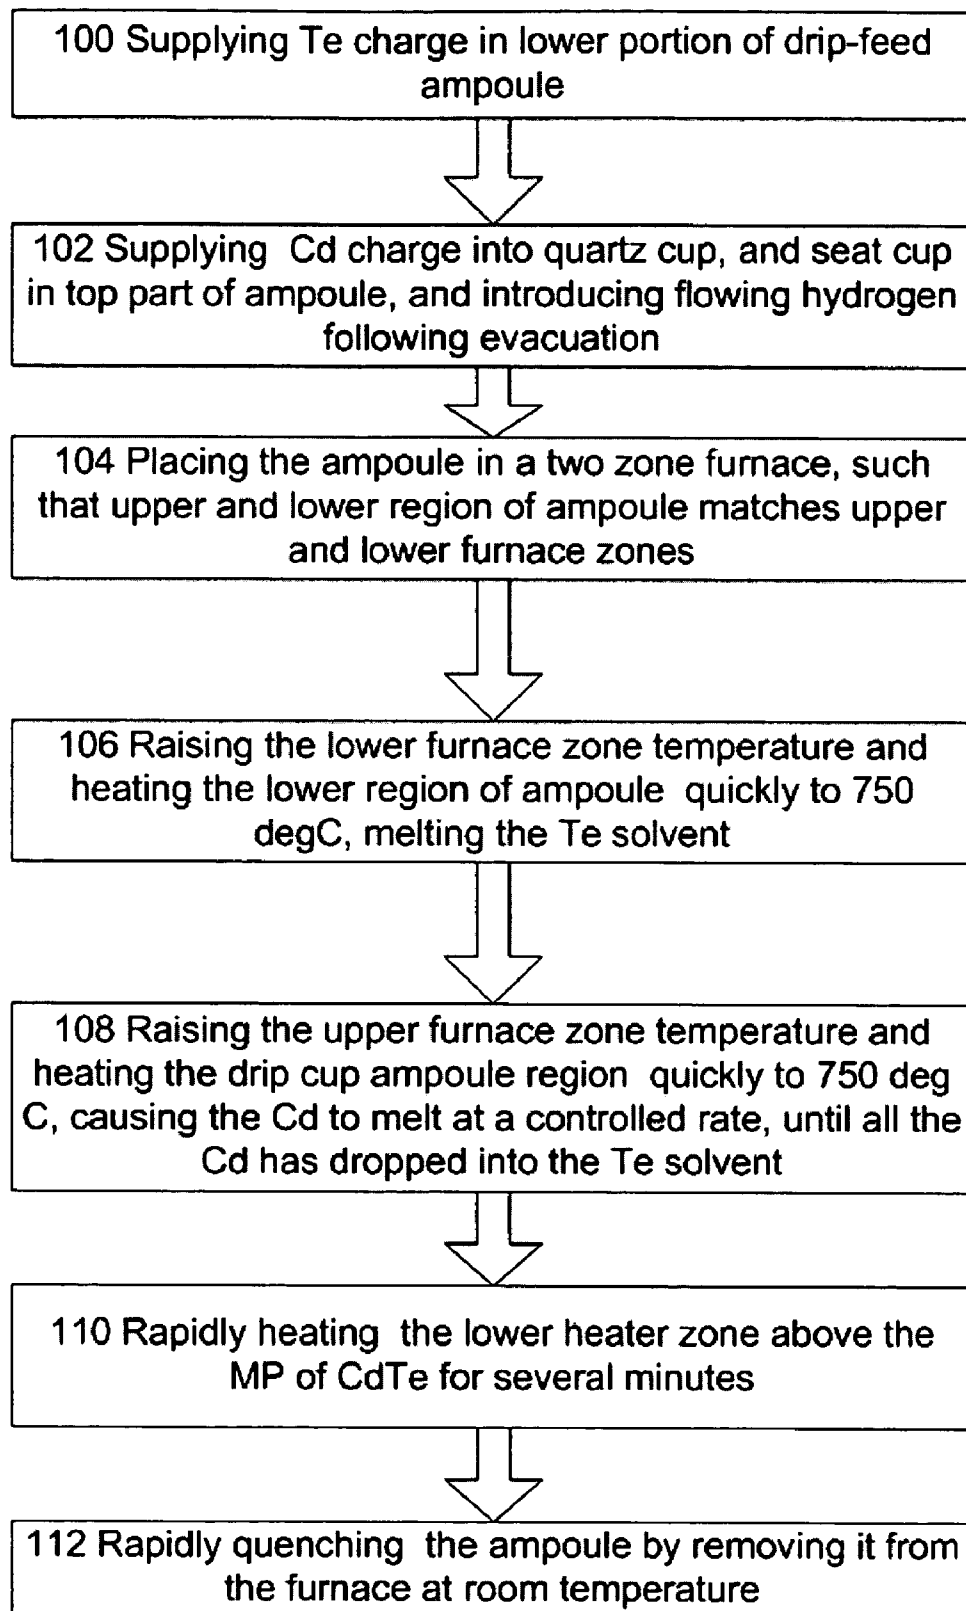 100 Supplying Te charge in lower portion of drip-feed
ampoule
102 Supplying Cd charge into quartz cup, and seat cup
in top part of ampoule, and introducing flowing hydrogen
following evacuation
104 Placing the ampoule in a two zone furnace, such
that upper and lower region of ampoule matches upper
and lower furnace zones
106 Raising the lower furnace zone temperature and
heating the lower region of ampoule quickly to 750
degC, melting the Te solvent
108 Raising the upper furnace zone temperature and
heating the drip cup ampoule region quickly to 750 deg
C, causing the Cd to melt at a controlled rate, until all the
Cd has dropped into the Te solvent
110 Rapidly heating the lower heater zone above the
MP of CdTe for several minutes
112 Rapidly quenching the ampoule by removing it from
the furnace at room temperature